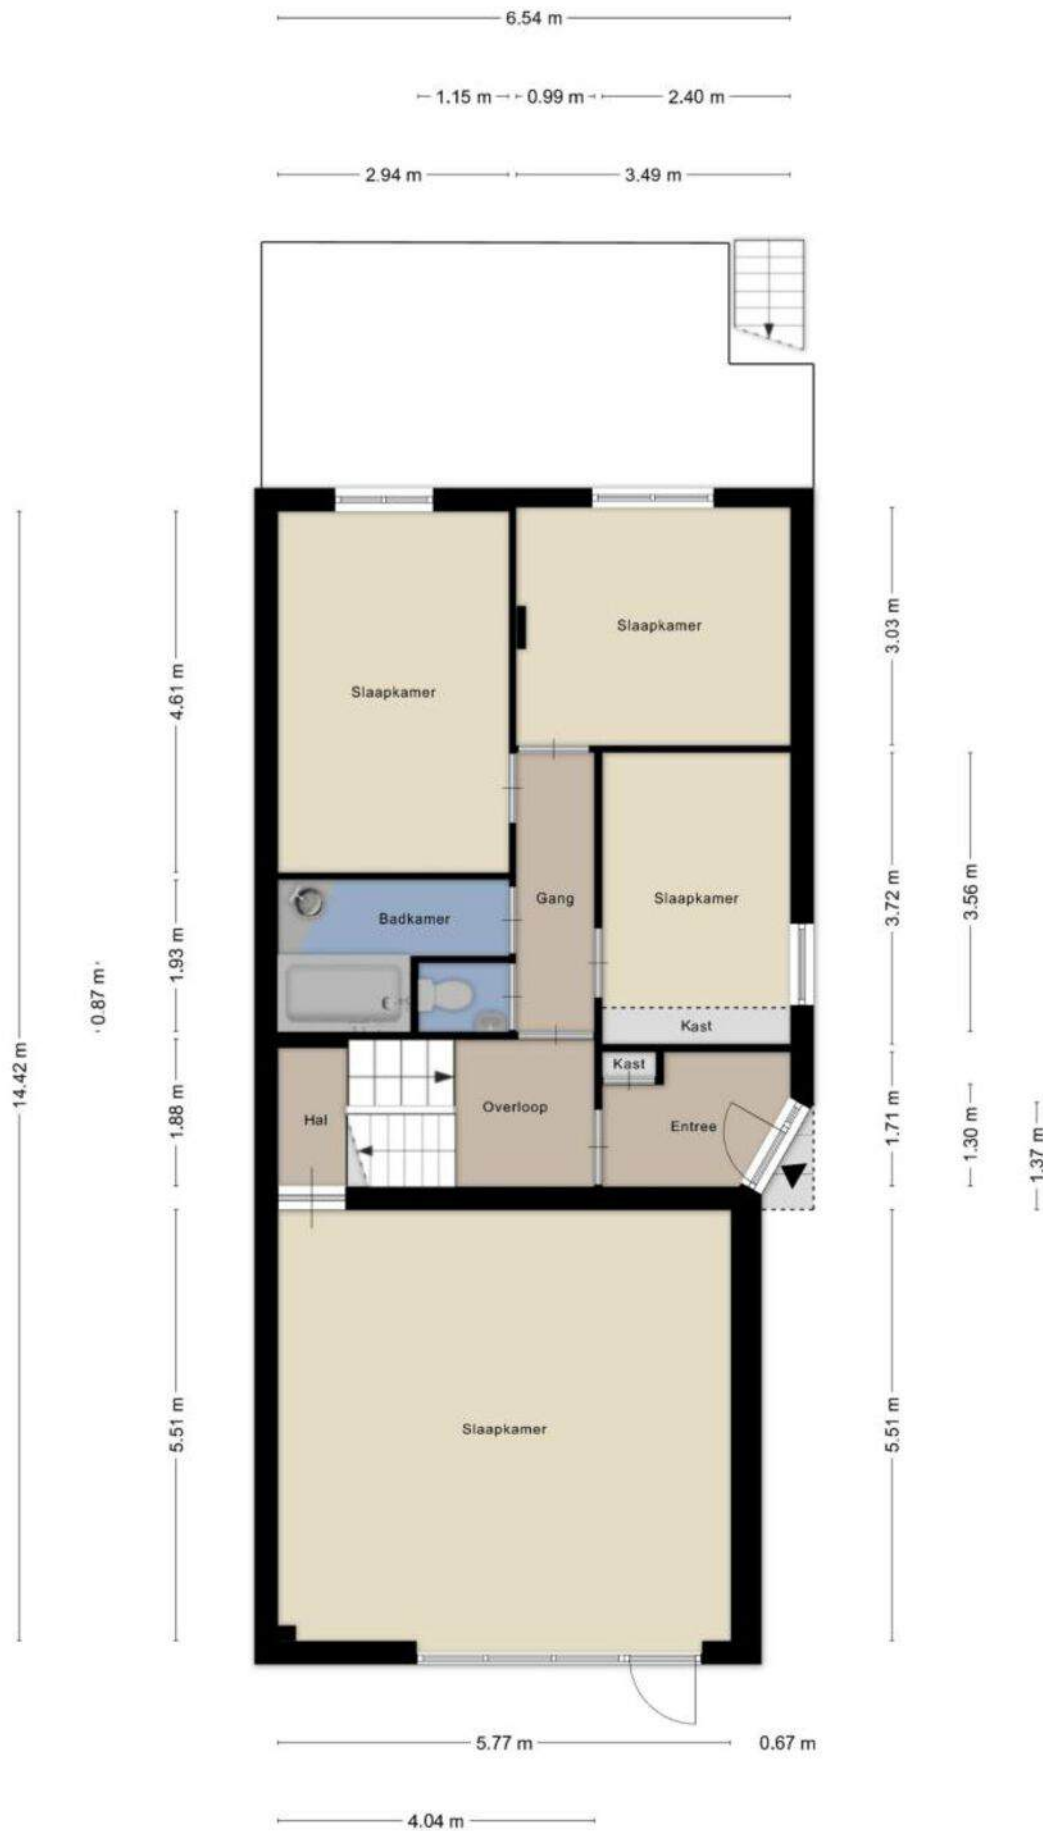 6.54 m
1.15 m 0.99 m 2.40 m
2.94 m 3.49 m
3.03 m
Slaapkamer
4.61 m
Slaapkamer
3.72 m
3.56 m
Gang
Slaapkamer
Badkamer
1.93 m
0.87 m
Kast
14.42 m
Kast
1.88 m
Overloop
Hal
Entree
1.71 m
1.30 m
1.37 m
5.51 m
5.51 m
Slaapkamer
5.77 m 0.67 m
4.04 m